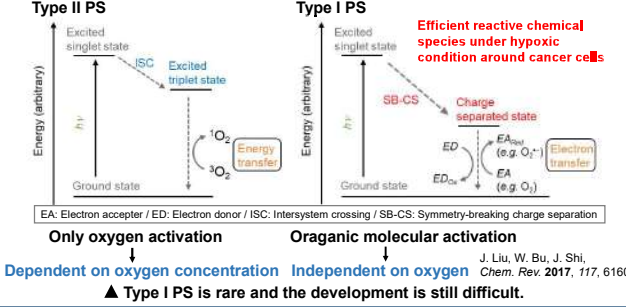 Type II PS
Excited
singlet state
ISC
Excited
triplet state
Energy (arbitrary)
hν
¹O₂
³O₂
Energy
transfer
Ground state
Type I PS
Efficient reactive chemical
species under hypoxic
condition around cancer cells
Excited
singlet state
SB-CS
Charge
separated state
Energy (arbitrary)
hν
ED
ED_Ox
EA_Red
(e.g. O₂•⁻)
EA
(e.g. O₂)
Electron
transfer
Ground state
EA: Electron accepter / ED: Electron donor / ISC: Intersystem crossing / SB-CS: Symmetry-breaking charge separation
Only oxygen activation
Dependent on oxygen concentration
Oraganic molecular activation
Independent on oxygen
J. Liu, W. Bu, J. Shi,
Chem. Rev. 2017, 117, 6160
▲ Type I PS is rare and the development is still difficult.